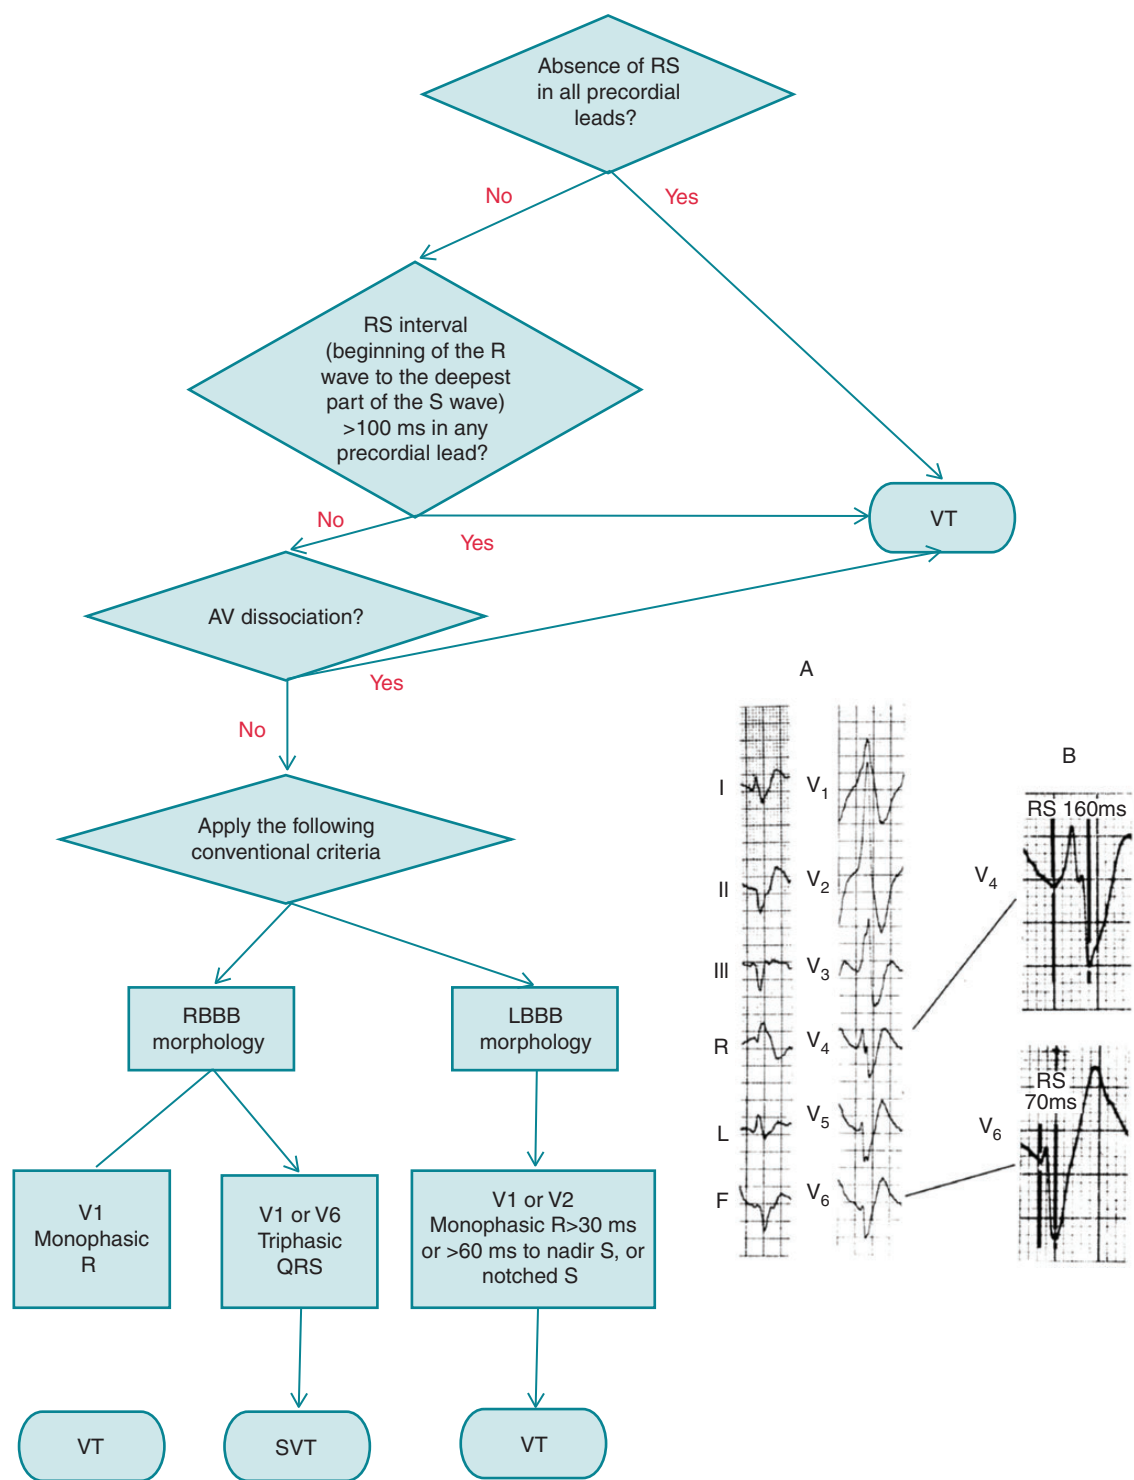 Absence of RS
in all precordial
leads?
No
Yes
RS interval
(beginning of the R
wave to the deepest
part of the S wave)
>100 ms in any
precordial lead?
No
Yes
VT
AV dissociation?
Yes
No
Apply the following
conventional criteria
RBBB
morphology
LBBB
morphology
V1
Monophasic
R
V1 or V6
Triphasic
QRS
V1 or V2
Monophasic R>30 ms
or >60 ms to nadir S, or
notched S
VT
SVT
VT
A
I
II
III
R
L
F
V1
V2
V3
V4
V5
V6
B
RS 160ms
V4
RS
70ms
V6